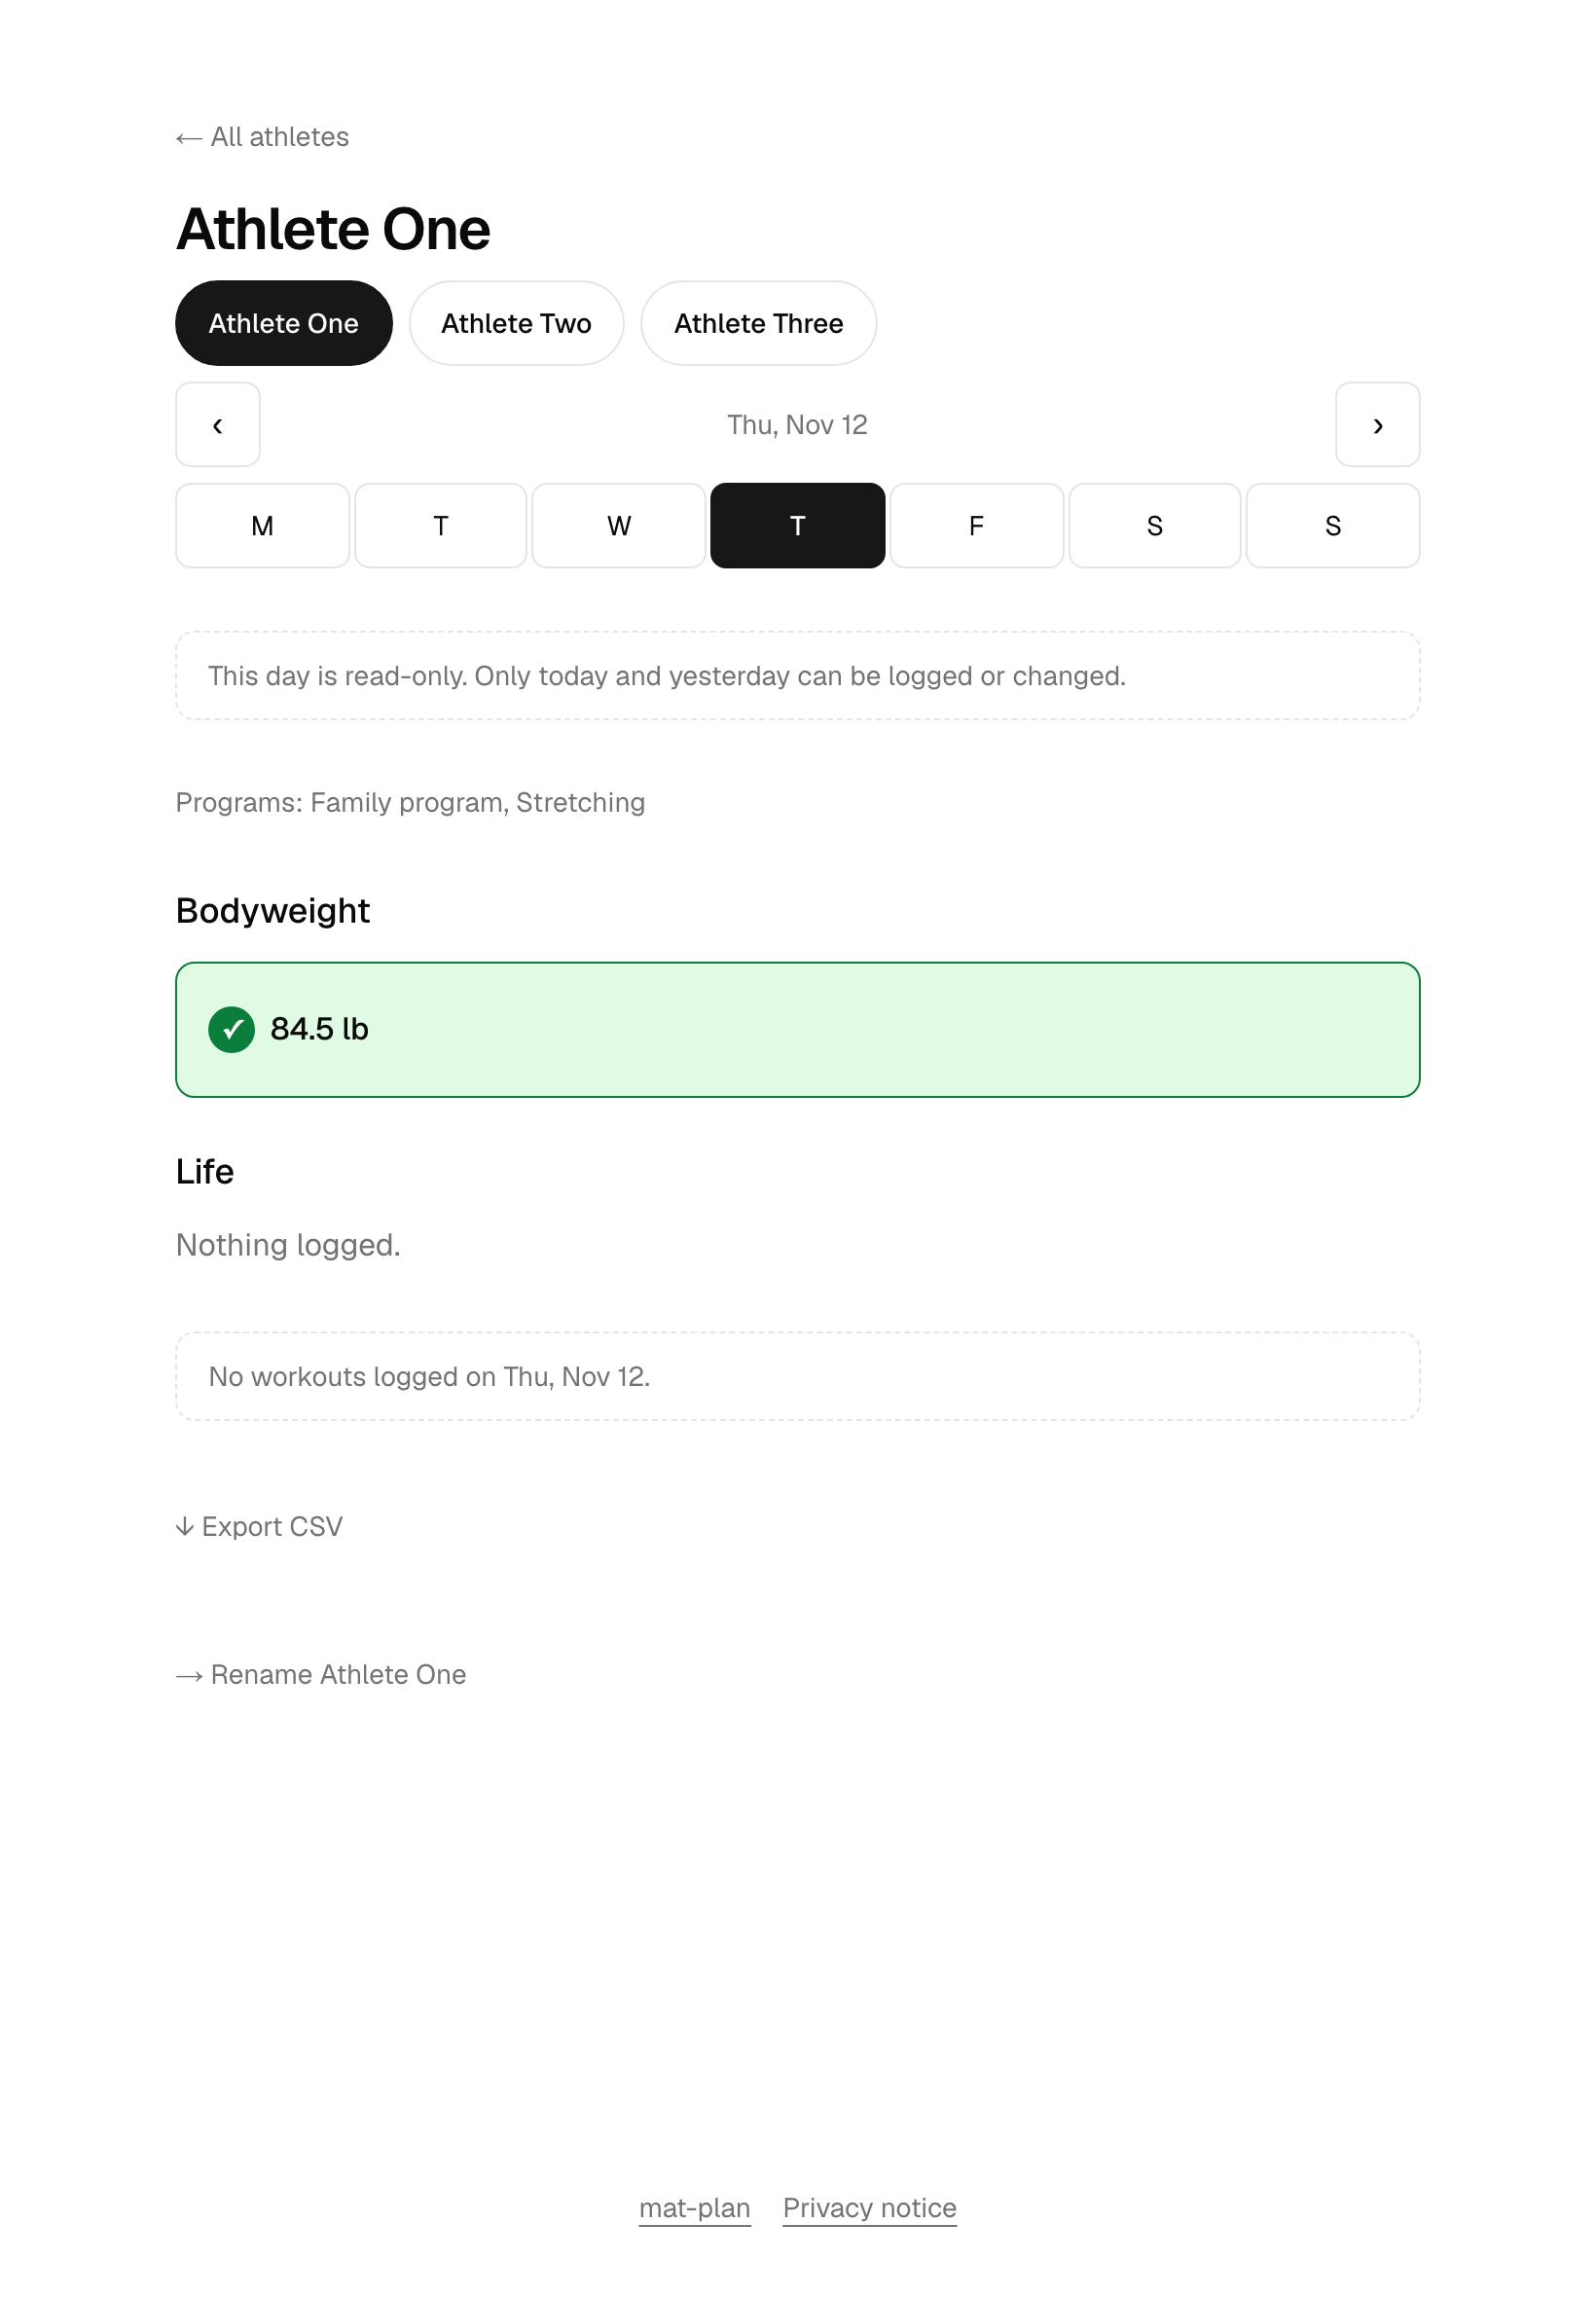 ← All athletes
Athlete One
Athlete One Athlete Two Athlete Three
‹ Thu, Nov 12 ›
M T W T F S S
This day is read-only. Only today and yesterday can be logged or changed.
Programs: Family program, Stretching
Bodyweight
✓ 84.5 lb
Life
Nothing logged.
No workouts logged on Thu, Nov 12.
↓ Export CSV
→ Rename Athlete One
mat-plan Privacy notice